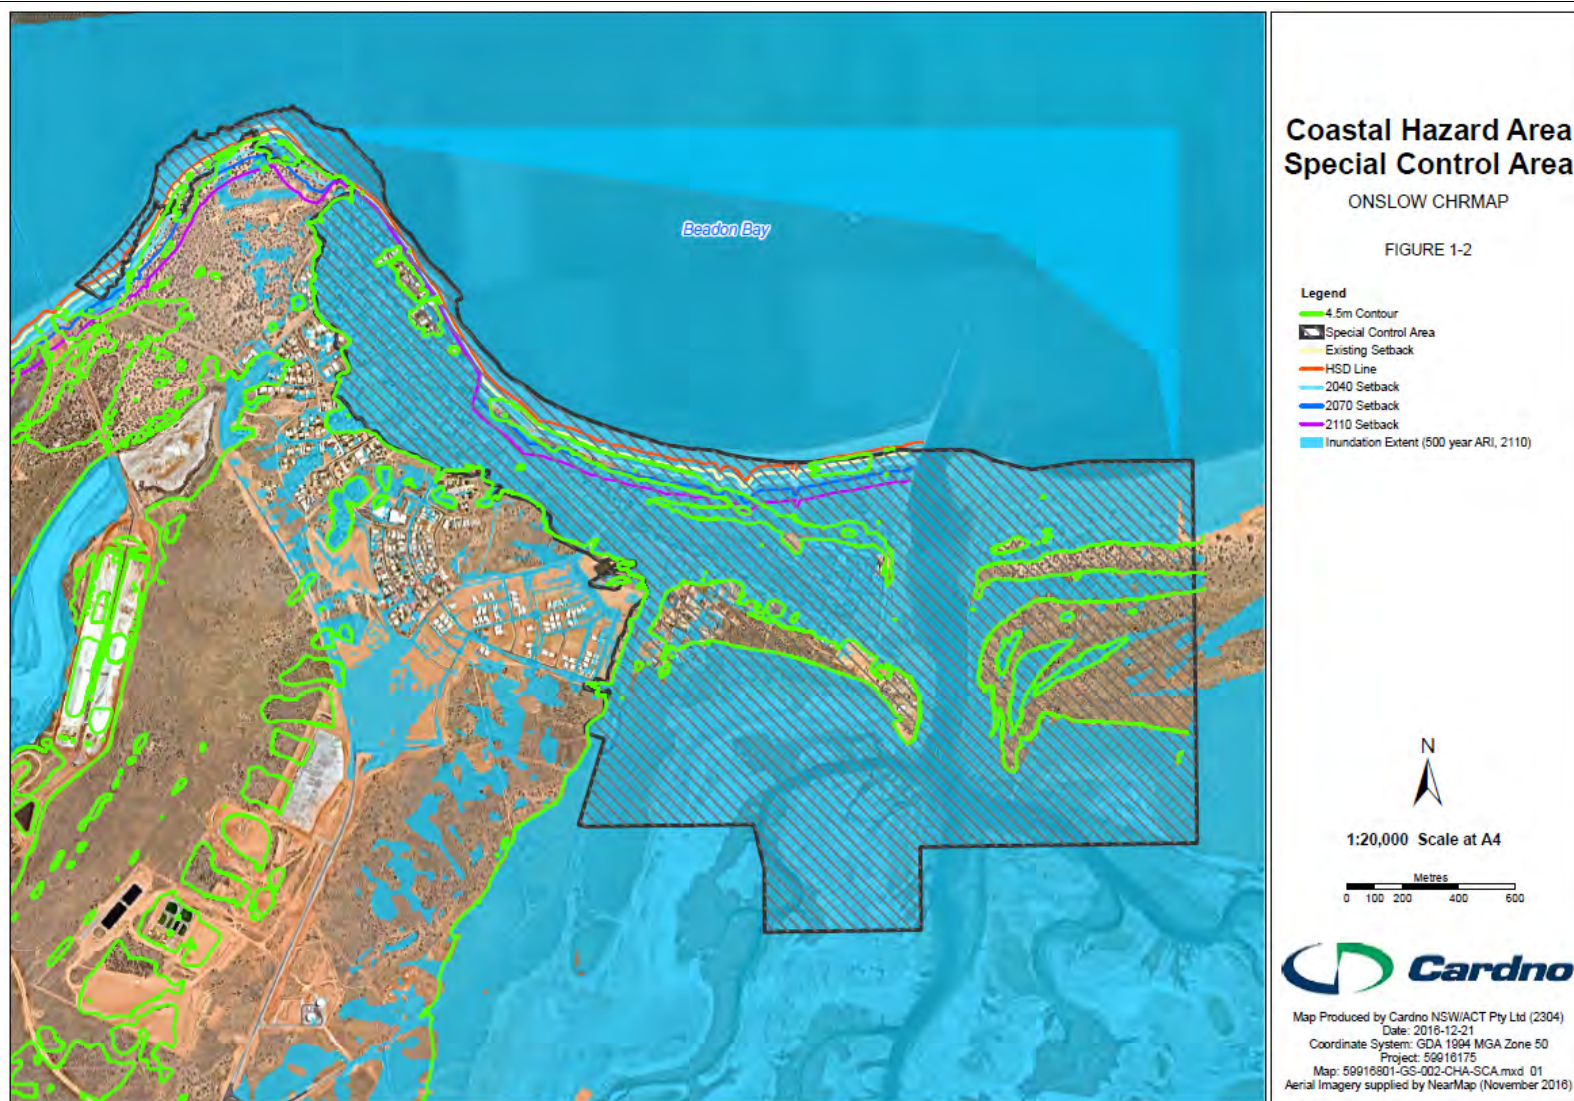 Beadon Bay
Coastal Hazard Area
Special Control Area
ONSLOW CHRMAP
FIGURE 1-2
Legend
4.5m Contour
Special Control Area
Existing Setback
HSD Line
2040 Setback
2070 Setback
2110 Setback
Inundation Extent (500 year ARI, 2110)
N
1:20,000 Scale at A4
Metres
0 100 200 400 600
Cardno
Map Produced by Cardno NSW/ACT Pty Ltd (2304)
Date: 2016-12-21
Coordinate System: GDA 1994 MGA Zone 50
Project: 59916175
Map: 59916801-GS-002-CHA-SCA.mxd 01
Aerial Imagery supplied by NearMap (November 2016)